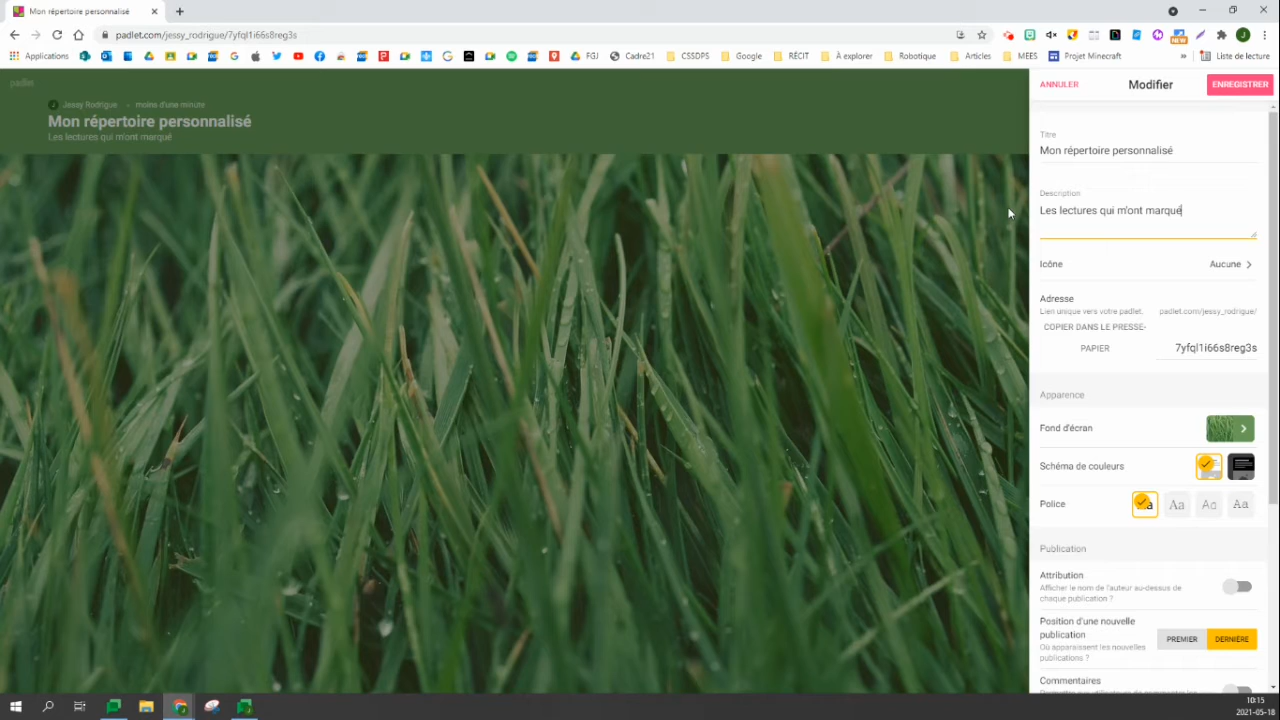 Mon répertoire personnalisé
padlet.com/jessy_rodrigue/7yfql1i66s8reg3s
NEW
J
Applications
FGJ
Cadre21
CSSDPS
Google
RÉCIT
À explorer
Robotique
Articles
MEES
Projet Minecraft
»
Liste de lecture
padlet
J
Jessy Rodrigue • moins d'une minute
Mon répertoire personnalisé
Les lectures qui m'ont marqué
ANNULER
Modifier
ENREGISTRER
Titre
Mon répertoire personnalisé
Description
Les lectures qui m'ont marqué
Icône
Aucune
Adresse
Lien unique vers votre padlet.
padlet.com/jessy_rodrigue/
COPIER DANS LE PRESSE-
PAPIER
7yfql1i66s8reg3s
Apparence
Fond d'écran
Schéma de couleurs
Police
Aa Aa Aa
Publication
Attribution
Afficher le nom de l'auteur au-dessus de
chaque publication ?
Position d'une nouvelle
publication
PREMIER
DERNIÈRE
Où apparaissent les nouvelles
publications ?
Commentaires
10:15
2021-05-18